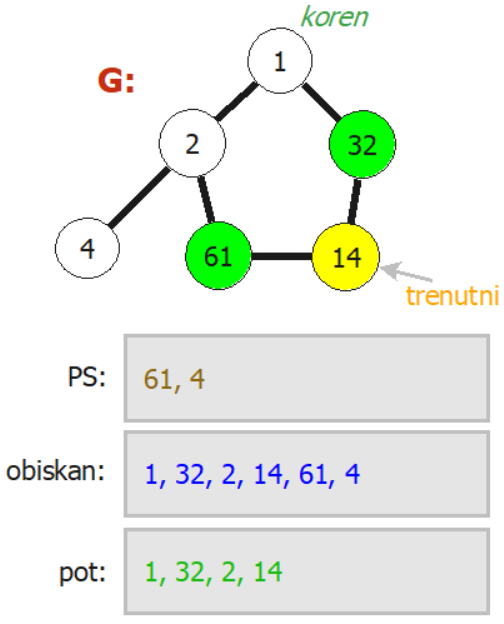 koren
G:
1
2
32
4
61
14
trenutni
PS: 61, 4
obiskan: 1, 32, 2, 14, 61, 4
pot: 1, 32, 2, 14